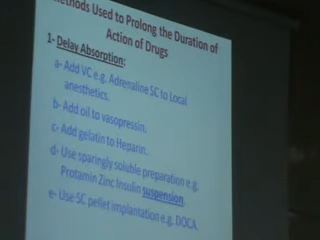 Methods Used to Prolong the Duration of
Action of Drugs
1- Delay Absorption:
a- Add VC e.g. Adrenaline SC to Local
anesthetics.
b- Add oil to vasopressin.
c- Add gelatin to Heparin.
d- Use sparingly soluble preparation e.g.
Protamin Zinc Insulin suspension.
e- Use SC pellet implantation e.g. DOCA.